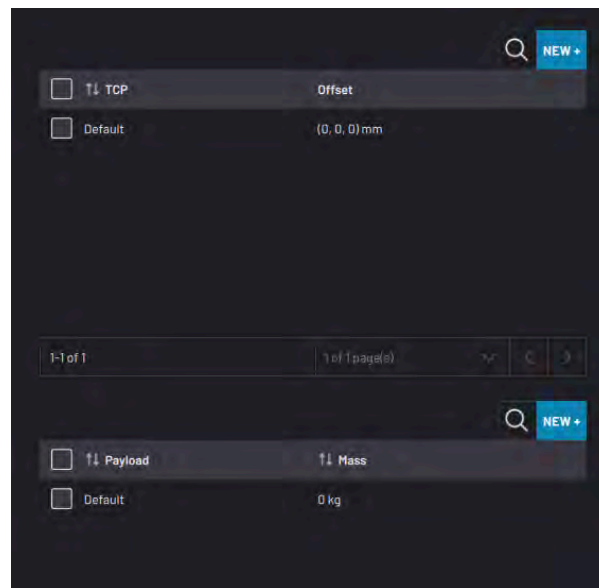 NEW +
TCP Offset
Default (0, 0, 0) mm
1-1 of 1 1 of 1 page(s)
NEW +
Payload Mass
Default 0 kg